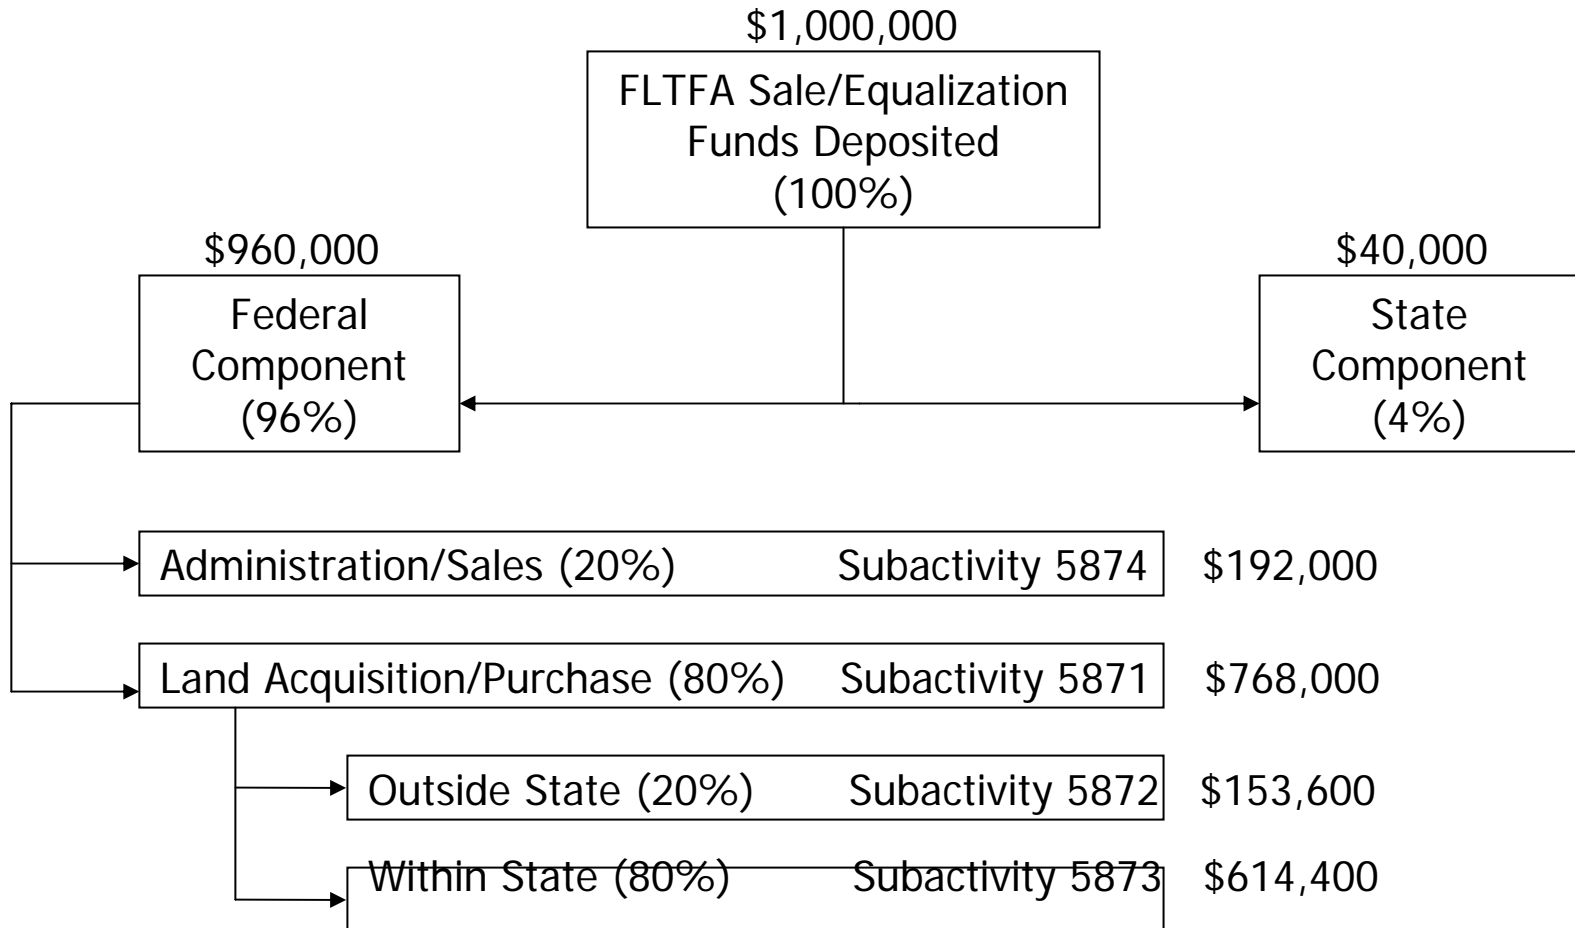 $1,000,000
FLTFA Sale/Equalization
Funds Deposited
(100%)
$960,000
Federal
Component
(96%)
$40,000
State
Component
(4%)
Administration/Sales (20%) Subactivity 5874 $192,000
Land Acquisition/Purchase (80%) Subactivity 5871 $768,000
Outside State (20%) Subactivity 5872 $153,600
Within State (80%) Subactivity 5873 $614,400